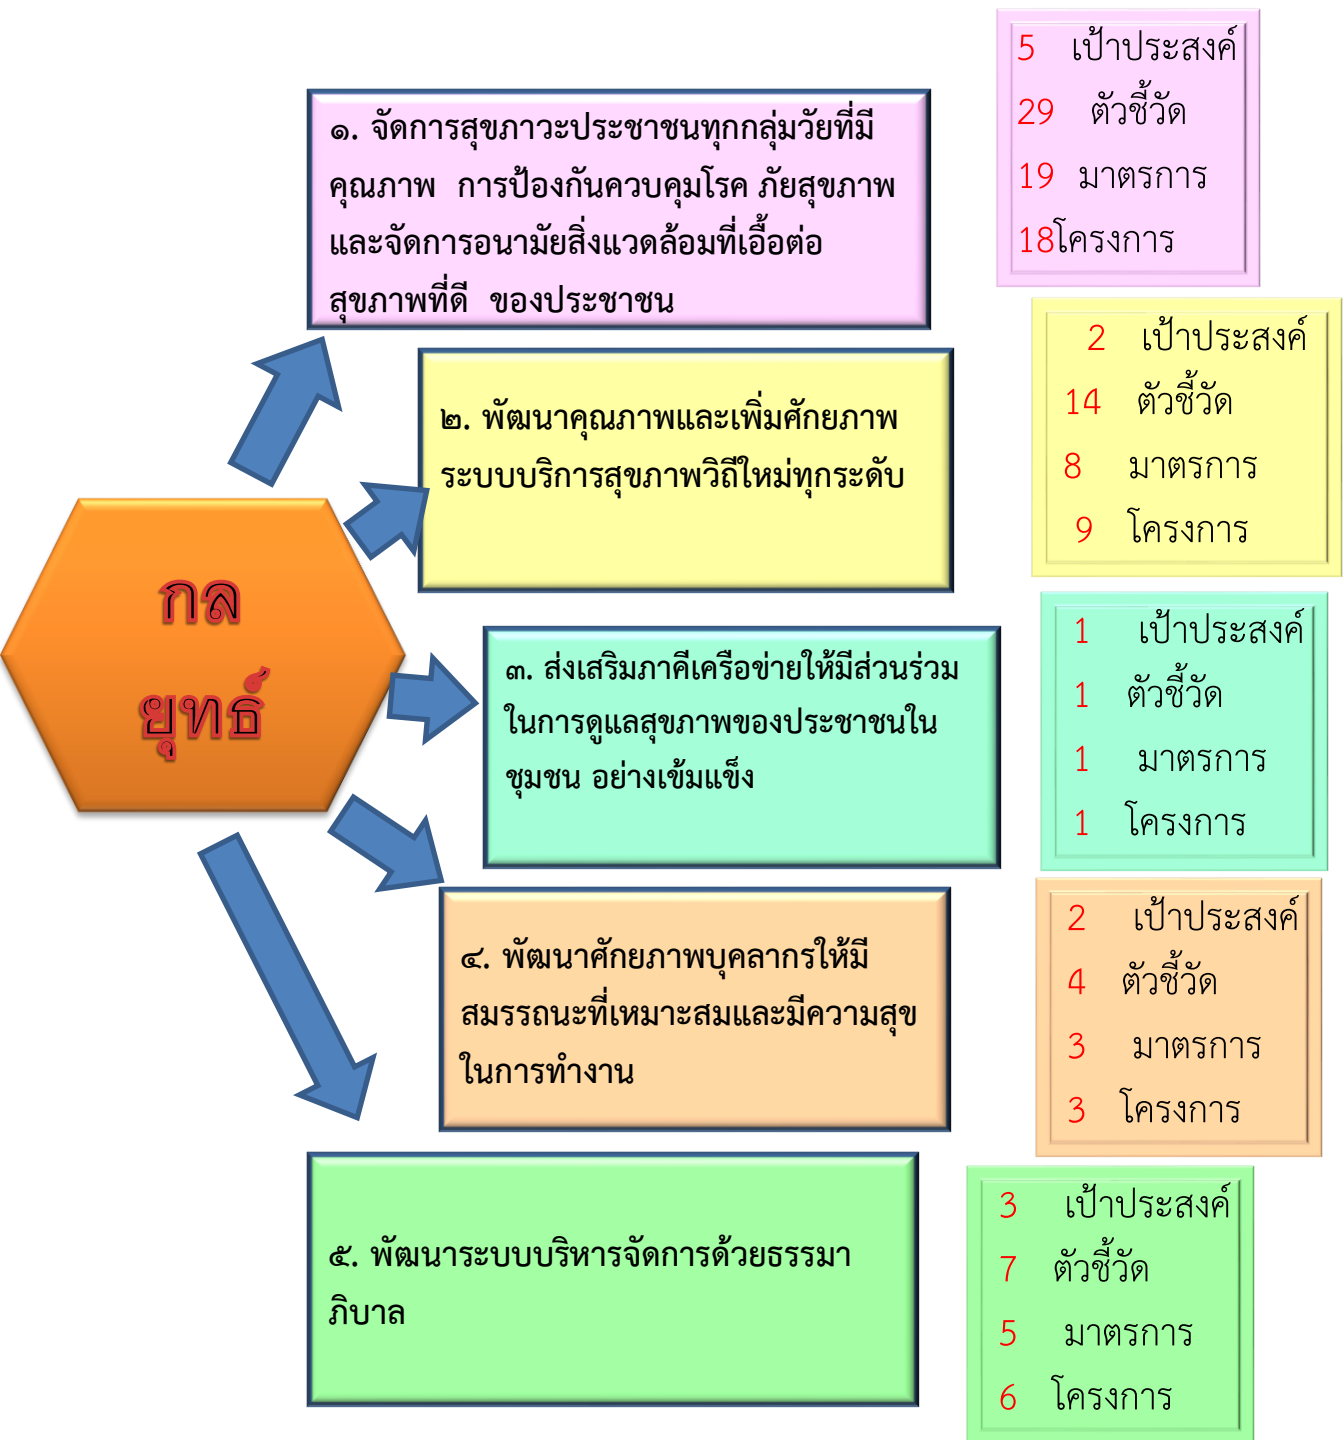 กล
ยุทธ์
๑. จัดการสุขภาวะประชาชนทุกกลุ่มวัยที่มี
คุณภาพ การป้องกันควบคุมโรค ภัยสุขภาพ
และจัดการอนามัยสิ่งแวดล้อมที่เอื้อต่อ
สุขภาพที่ดี ของประชาชน
5 เป้าประสงค์
29 ตัวชี้วัด
19 มาตรการ
18โครงการ
๒. พัฒนาคุณภาพและเพิ่มศักยภาพ
ระบบบริการสุขภาพวิถีใหม่ทุกระดับ
2 เป้าประสงค์
14 ตัวชี้วัด
8 มาตรการ
9 โครงการ
๓. ส่งเสริมภาคีเครือข่ายให้มีส่วนร่วม
ในการดูแลสุขภาพของประชาชนใน
ชุมชน อย่างเข้มแข็ง
1 เป้าประสงค์
1 ตัวชี้วัด
1 มาตรการ
1 โครงการ
๔. พัฒนาศักยภาพบุคลากรให้มี
สมรรถนะที่เหมาะสมและมีความสุข
ในการทำงาน
2 เป้าประสงค์
4 ตัวชี้วัด
3 มาตรการ
3 โครงการ
๕. พัฒนาระบบบริหารจัดการด้วยธรรมา
ภิบาล
3 เป้าประสงค์
7 ตัวชี้วัด
5 มาตรการ
6 โครงการ